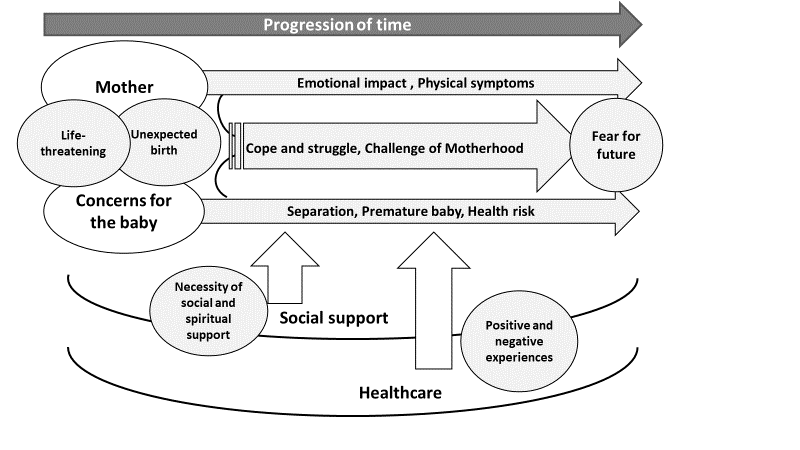 Progression of time
Mother
Emotional impact , Physical symptoms
Life-
threatening
Unexpected
birth
Cope and struggle, Challenge of Motherhood
Fear for
future
Concerns for
the baby
Separation, Premature baby, Health risk
Necessity of
social and
spiritual
support
Social support
Positive and
negative
experiences
Healthcare